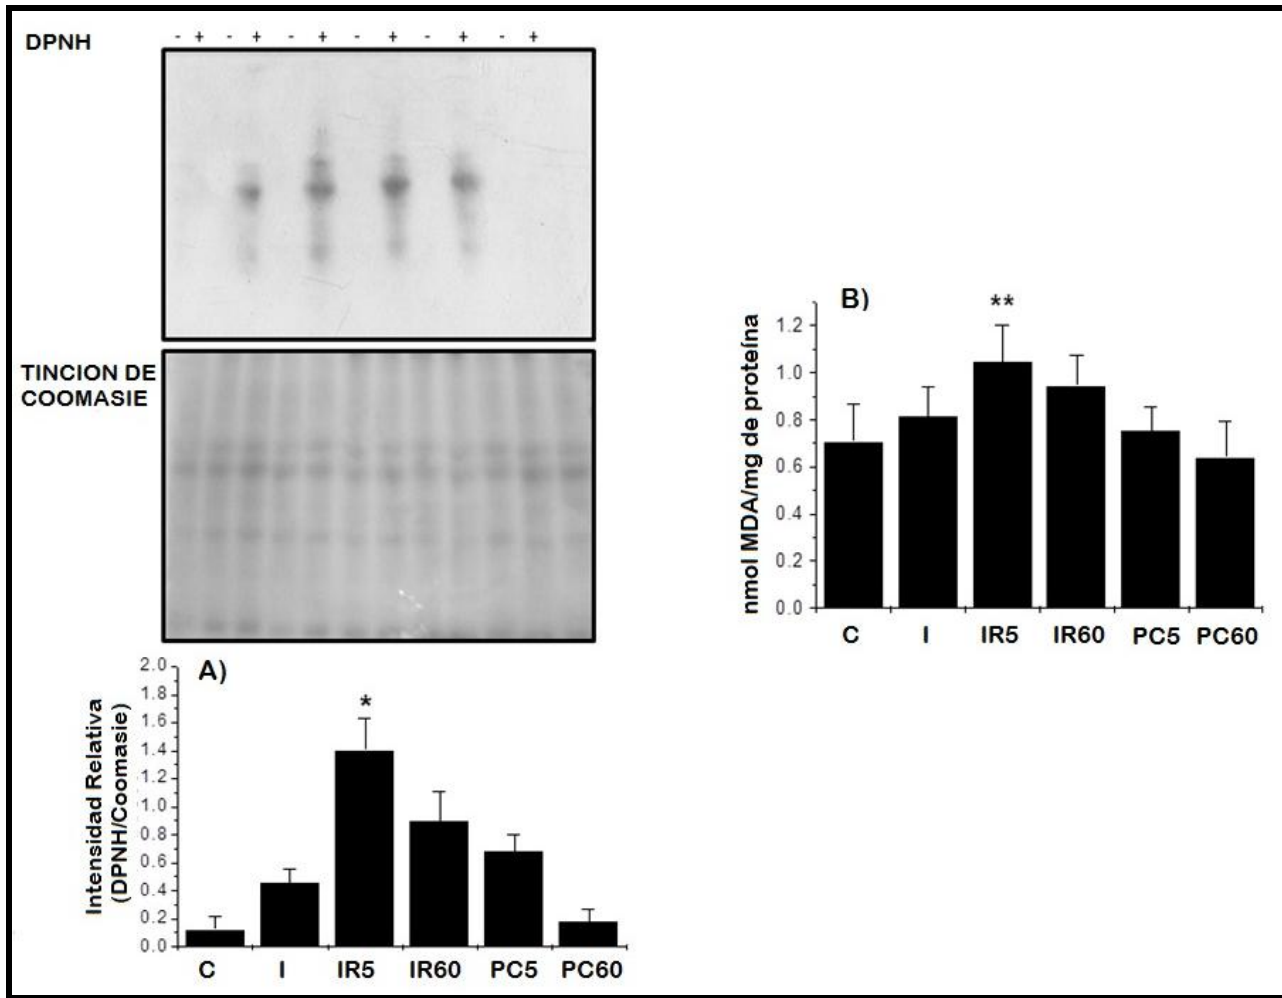 DPNH
- + - + - + - + - + - +
TINCION DE
COOMASIE
A)
Intensidad Relativa
(DPNH/Coomasie)
2.0
1.8
1.6
1.4
1.2
1.0
0.8
0.6
0.4
0.2
0.0
*
C I IR5 IR60 PC5 PC60
B)
nmol MDA/mg de proteína
1.2
1.0
0.8
0.6
0.4
0.2
0.0
**
C I IR5 IR60 PC5 PC60